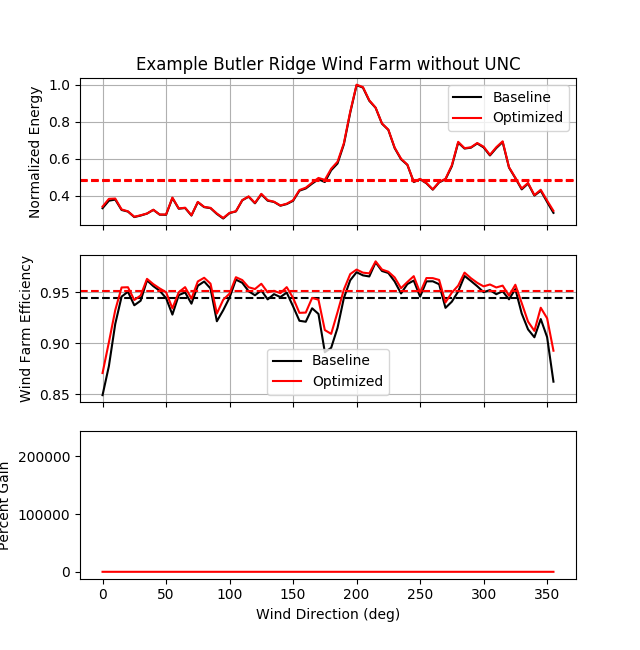 Example Butler Ridge Wind Farm without UNC
Normalized Energy
1.0
0.8
0.6
0.4
Baseline
Optimized
Wind Farm Efficiency
0.95
0.90
0.85
Baseline
Optimized
Percent Gain
200000
100000
0
0 50 100 150 200 250 300 350
Wind Direction (deg)